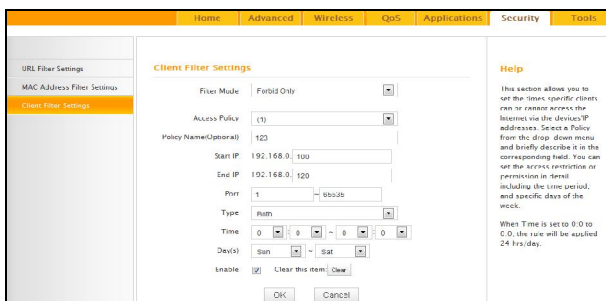 Home Advanced Wireless QoS Applications Security Tools
URL Filter Settings
MAC Address Filter Settings
Client Filter Settings
Client Filter Settings
Filter Mode Forbid Only
Access Policy (1)
Policy Name(Optional) 123
Start IP 192.168.0. 100
End IP 192.168.0. 120
Port 1 ~ 65535
Type Both
Time 0 : 0 ~ 0 : 0
Day(s) Sun ~ Sat
Enable Clear this item: Clear
OK Cancel
Help
This section allows you to
set the times specific clients
can or cannot access the
Internet via the devices'IP
addresses. Select a Policy
from the drop-down menu
and briefly describe it in the
corresponding field. You can
set the access restriction or
permission in detail
including the time period,
and specific days of the
week.
When Time is set to 0:0 to
0:0, the rule will be applied
24 hrs/day.